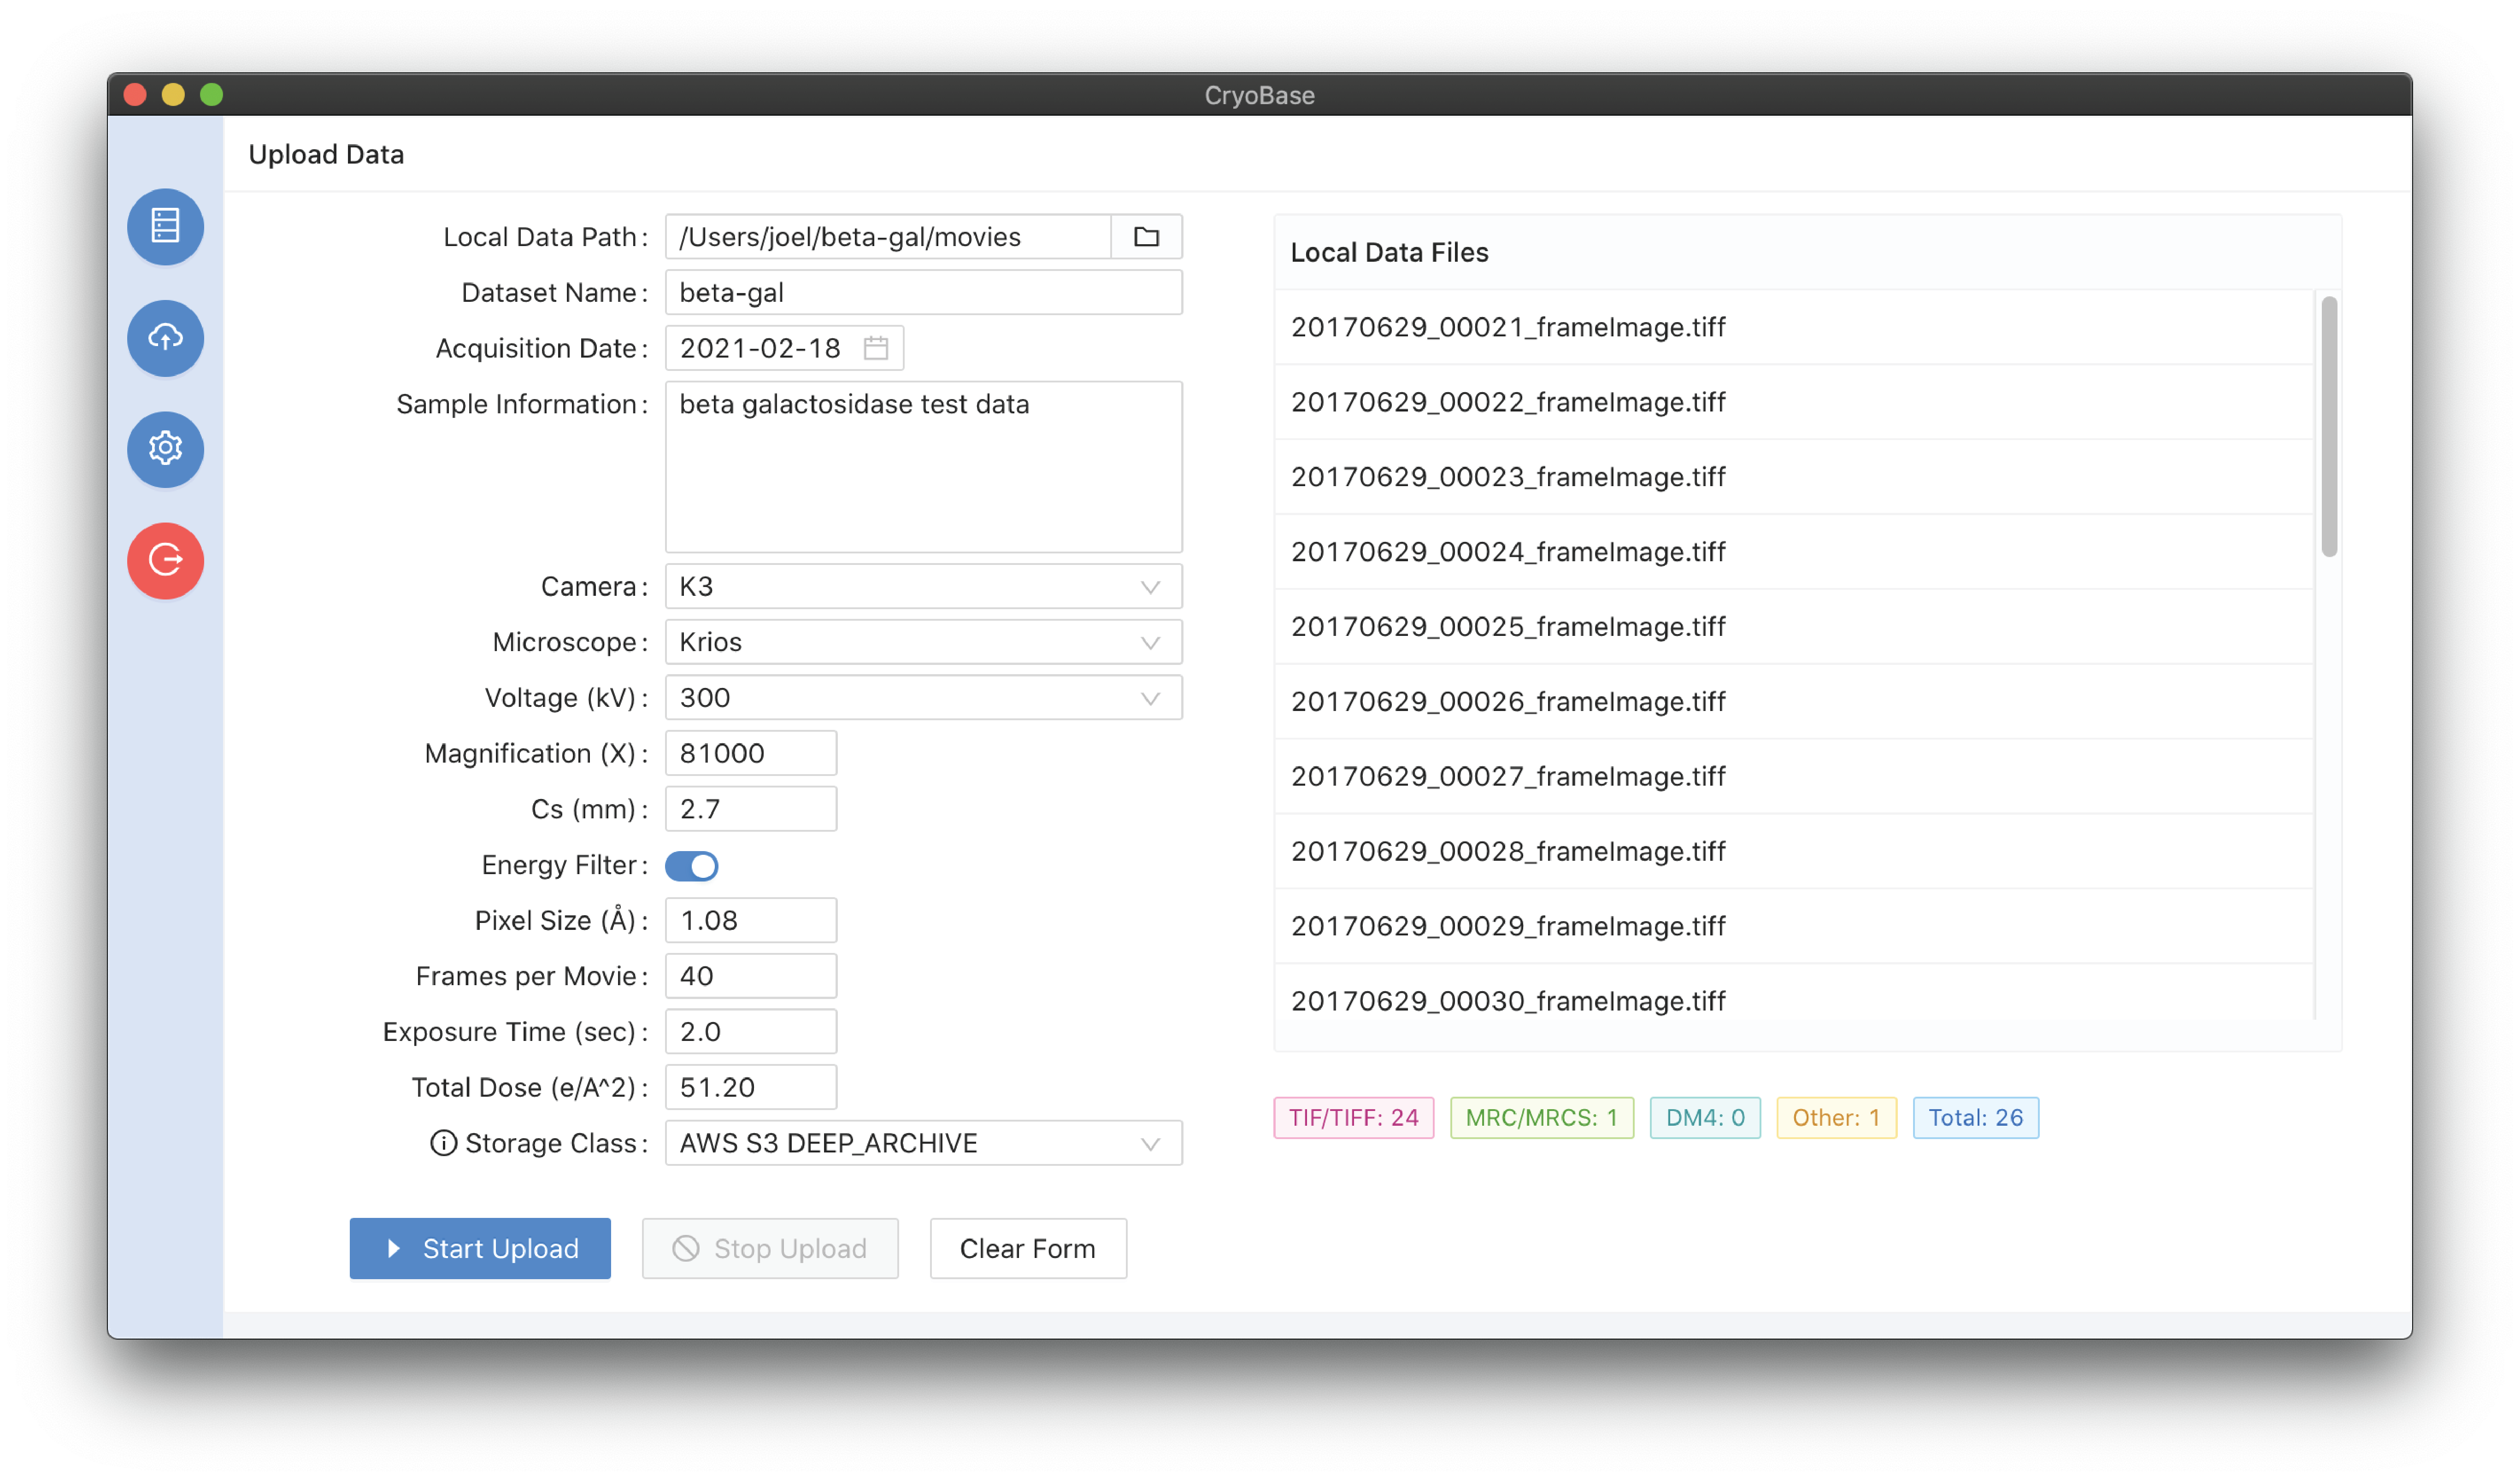 CryoBase
Upload Data
Local Data Path : /Users/joel/beta-gal/movies
Dataset Name : beta-gal
Acquisition Date : 2021-02-18
Sample Information : beta galactosidase test data
Camera : K3
Microscope : Krios
Voltage (kV) : 300
Magnification (X) : 81000
Cs (mm) : 2.7
Energy Filter :
Pixel Size (Å) : 1.08
Frames per Movie : 40
Exposure Time (sec) : 2.0
Total Dose (e/A^2) : 51.20
Storage Class : AWS S3 DEEP_ARCHIVE
Start Upload
Stop Upload
Clear Form
Local Data Files
20170629_00021_frameImage.tiff
20170629_00022_frameImage.tiff
20170629_00023_frameImage.tiff
20170629_00024_frameImage.tiff
20170629_00025_frameImage.tiff
20170629_00026_frameImage.tiff
20170629_00027_frameImage.tiff
20170629_00028_frameImage.tiff
20170629_00029_frameImage.tiff
20170629_00030_frameImage.tiff
TIF/TIFF: 24
MRC/MRCS: 1
DM4: 0
Other: 1
Total: 26